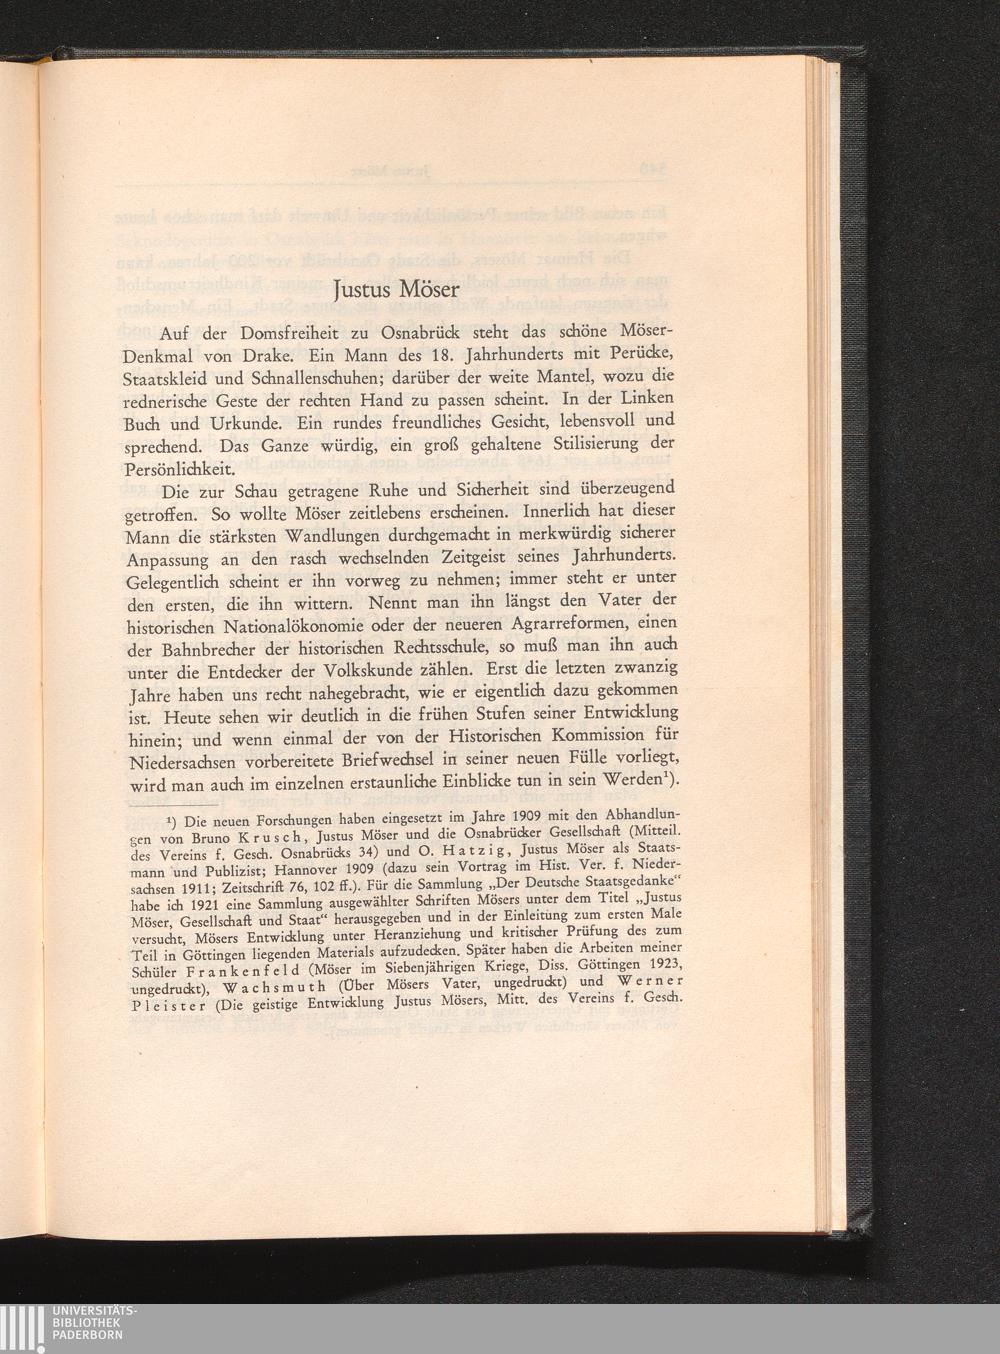 Justus Möser
Auf der Domsfreiheit zu Osnabrück steht das schöne Möser-
Denkmal von Drake. Ein Mann des 18. Jahrhunderts mit Perücke,
Staatskleid und Schnallenschuhen; darüber der weite Mantel, wozu die
rednerische Geste der rechten Hand zu passen scheint. In der Linken
Buch und Urkunde. Ein rundes freundliches Gesicht, lebensvoll und
sprechend. Das Ganze würdig, ein groß gehaltene Stilisierung der
Persönlichkeit.
Die zur Schau getragene Ruhe und Sicherheit sind überzeugend
getroffen. So wollte Möser zeitlebens erscheinen. Innerlich hat dieser
Mann die stärksten Wandlungen durchgemacht in merkwürdig sicherer
Anpassung an den rasch wechselnden Zeitgeist seines Jahrhunderts.
Gelegentlich scheint er ihn vorweg zu nehmen; immer steht er unter
den ersten, die ihn wittern. Nennt man ihn längst den Vater der
historischen Nationalökonomie oder der neueren Agrarreformen, einen
der Bahnbrecher der historischen Rechtsschule, so muß man ihn auch
unter die Entdecker der Volkskunde zählen. Erst die letzten zwanzig
Jahre haben uns recht nahegebracht, wie er eigentlich dazu gekommen
ist. Heute sehen wir deutlich in die frühen Stufen seiner Entwicklung
hinein; und wenn einmal der von der Historischen Kommission für
Niedersachsen vorbereitete Briefwechsel in seiner neuen Fülle vorliegt,
wird man auch im einzelnen erstaunliche Einblicke tun in sein Werden¹).
¹) Die neuen Forschungen haben eingesetzt im Jahre 1909 mit den Abhandlun-
gen von Bruno Krusch, Justus Möser und die Osnabrücker Gesellschaft (Mitteil.
des Vereins f. Gesch. Osnabrücks 34) und O. Hatzig, Justus Möser als Staats-
mann und Publizist; Hannover 1909 (dazu sein Vortrag im Hist. Ver. f. Nieder-
sachsen 1911; Zeitschrift 76, 102 ff.). Für die Sammlung „Der Deutsche Staatsgedanke“
habe ich 1921 eine Sammlung ausgewählter Schriften Mösers unter dem Titel „Justus
Möser, Gesellschaft und Staat“ herausgegeben und in der Einleitung zum ersten Male
versucht, Mösers Entwicklung unter Heranziehung und kritischer Prüfung des zum
Teil in Göttingen liegenden Materials aufzudecken. Später haben die Arbeiten meiner
Schüler Frankenfeld (Möser im Siebenjährigen Kriege, Diss. Göttingen 1923,
ungedruckt), Wachsmuth (Über Mösers Vater, ungedruckt) und Werner
Pleister (Die geistige Entwicklung Justus Mösers, Mitt. des Vereins f. Gesch.
UNIVERSITÄTS-
BIBLIOTHEK
PADERBORN